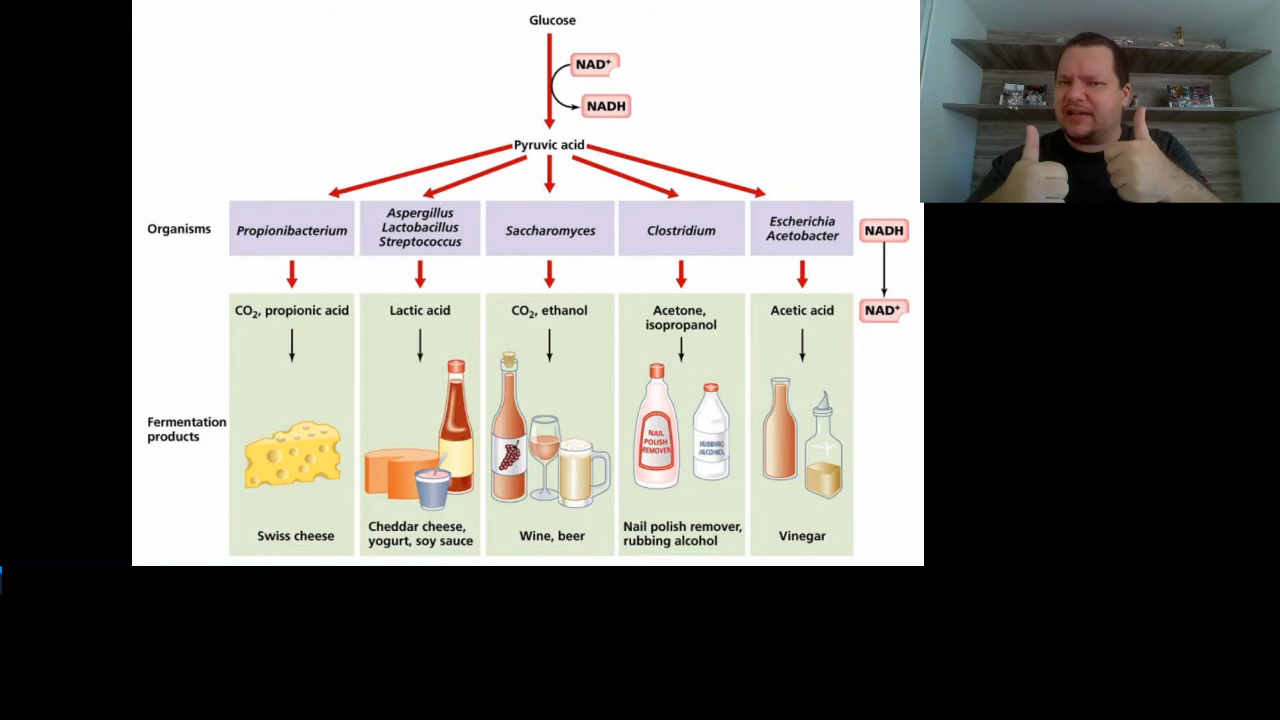 Glucose
NAD⁺
NADH
Pyruvic acid
Organisms
Propionibacterium
Aspergillus
Lactobacillus
Streptococcus
Saccharomyces
Clostridium
Escherichia
Acetobacter
NADH
CO₂, propionic acid
Lactic acid
CO₂, ethanol
Acetone,
isopropanol
Acetic acid
NAD⁺
Fermentation
products
NAIL
POLISH
REMOVER
RUBBING
ALCOHOL
Swiss cheese
Cheddar cheese,
yogurt, soy sauce
Wine, beer
Nail polish remover,
rubbing alcohol
Vinegar